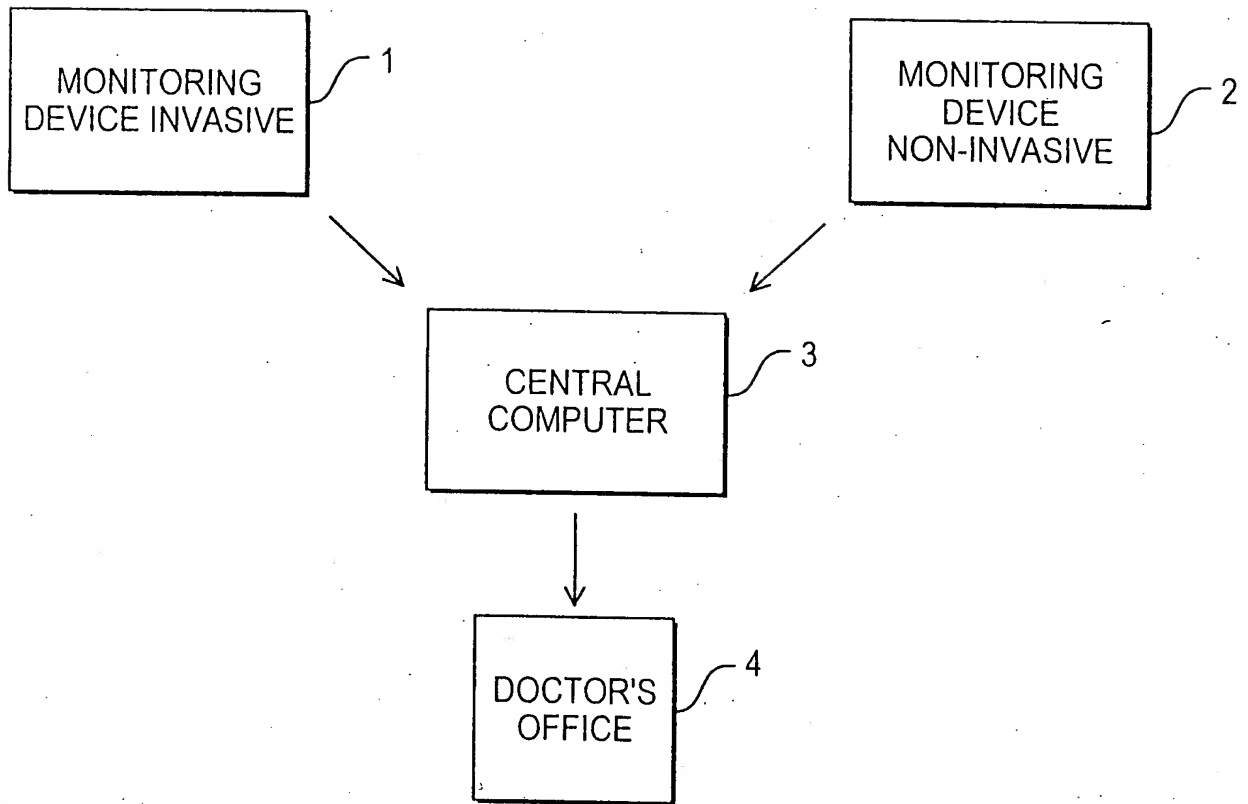 MONITORING
DEVICE INVASIVE
1
MONITORING
DEVICE
NON-INVASIVE
2
CENTRAL
COMPUTER
3
DOCTOR'S
OFFICE
4